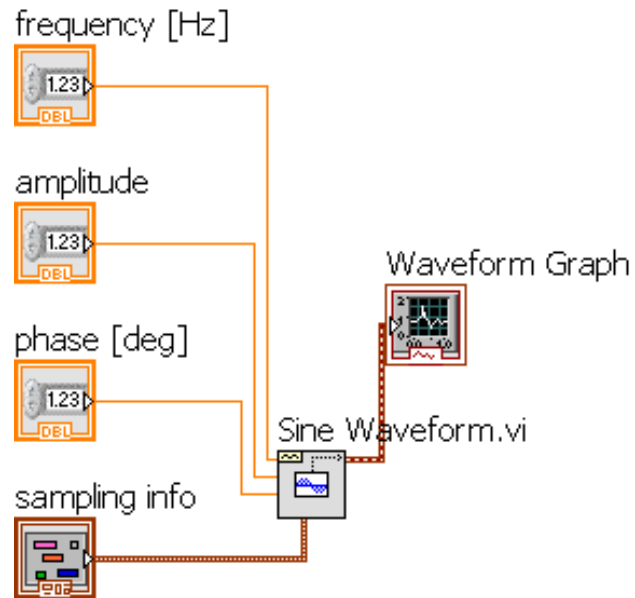 frequency [Hz]
1.23
DBL
amplitude
1.23
DBL
Waveform Graph
phase [deg]
1.23
DBL
Sine Waveform.vi
sampling info